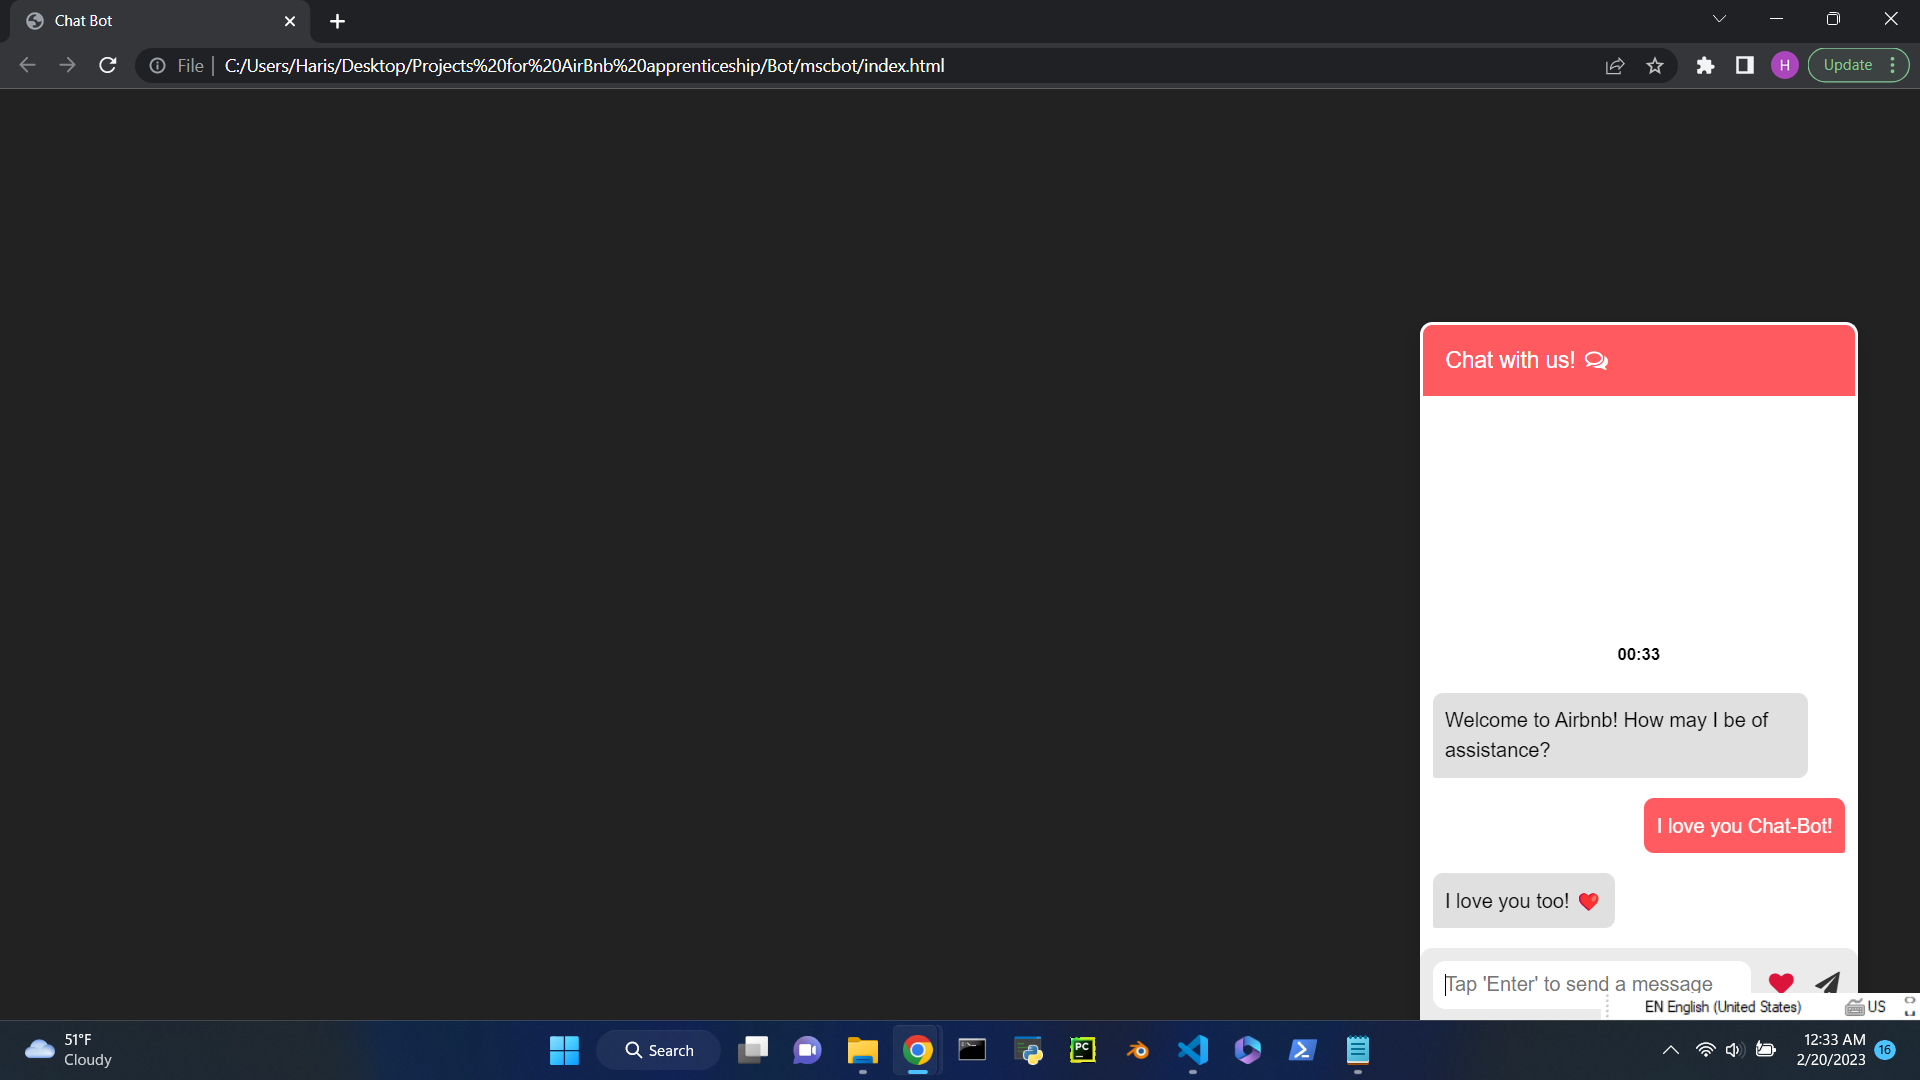 Chat Bot
File
C:/Users/Haris/Desktop/Projects%20for%20AirBnb%20apprenticeship/Bot/mscbot/index.html
H
Update
Chat with us!
00:33
Welcome to Airbnb! How may I be of
assistance?
I love you Chat-Bot!
I love you too!
Tap 'Enter' to send a message
EN English (United States)
US
51°F
Cloudy
Search
PC
12:33 AM
2/20/2023
16